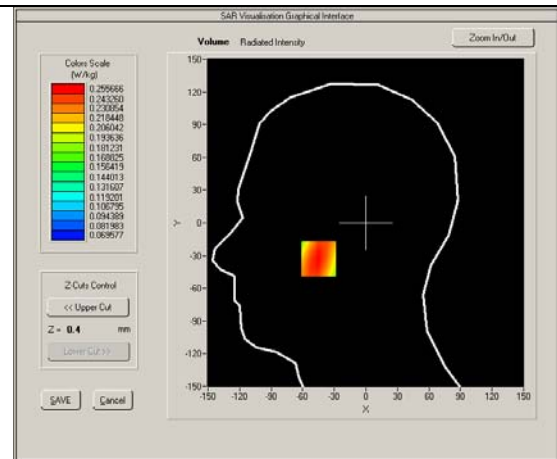 SAR Visualisation Graphical Interface
Volume Radiated Intensity
Zoom In/Out
Colors Scale
(W/kg)
0.255666
0.243260
0.230854
0.218448
0.206042
0.193636
0.181231
0.168825
0.156419
0.144013
0.131607
0.119201
0.106795
0.094389
0.081983
0.069577
Z-Cuts Control
<< Upper Cut
Z = 0.4 mm
Lower Cut >>
SAVE Cancel
150
120
90
60
30
0
-30
-60
-90
-120
-150
Y
-150 -120 -90 -60 -30 0 30 60 90 120 150
X